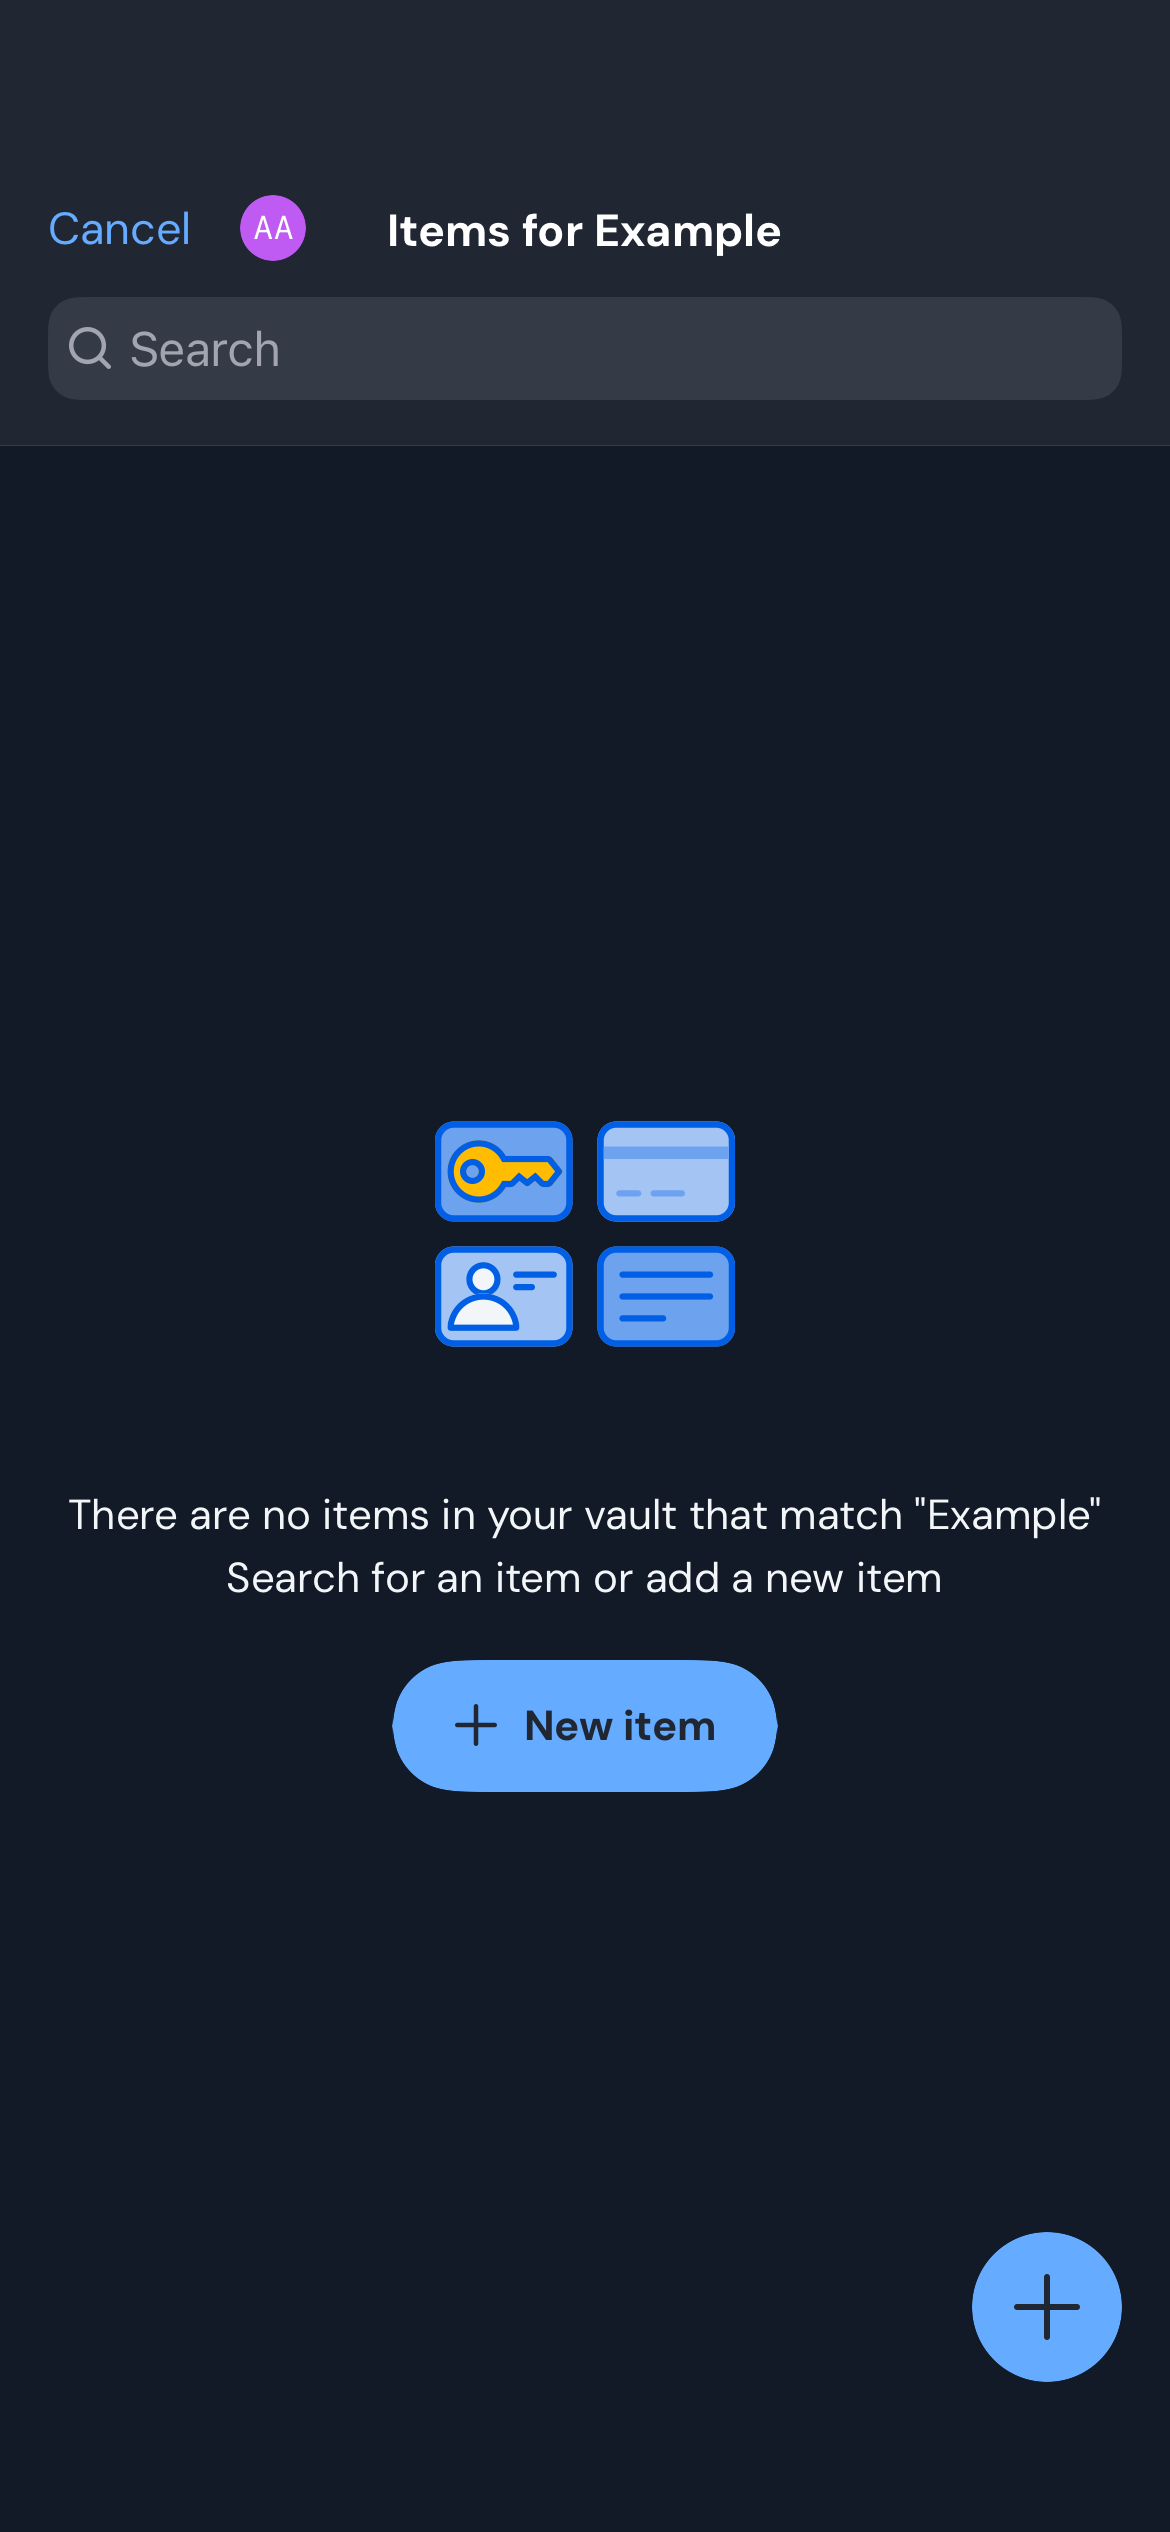 Cancel
AA
Items for Example
Search
There are no items in your vault that match "Example"
Search for an item or add a new item
New item